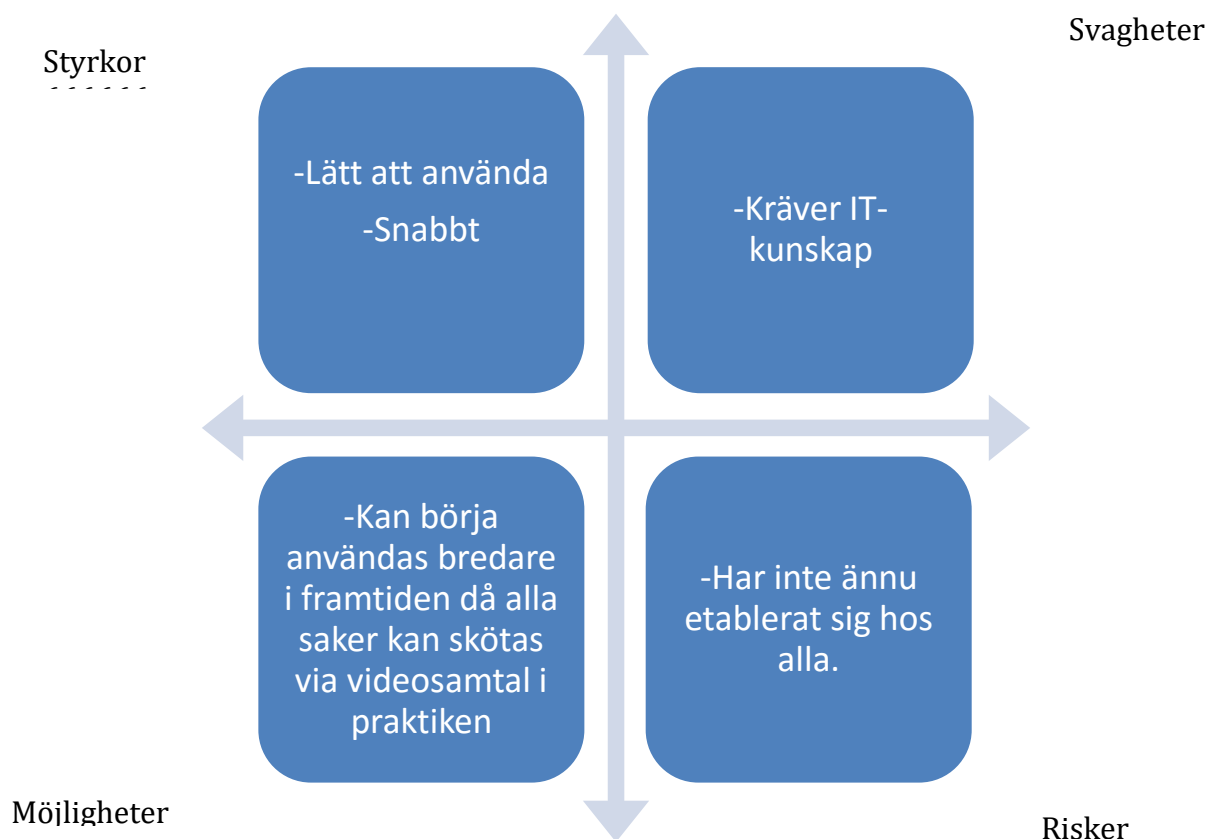 Styrkor
Svagheter
-Lätt att använda
-Snabbt
-Kräver IT-
kunskap
-Kan börja
användas bredare
i framtiden då alla
saker kan skötas
via videosamtal i
praktiken
-Har inte ännu
etablerat sig hos
alla.
Möjligheter
Risker